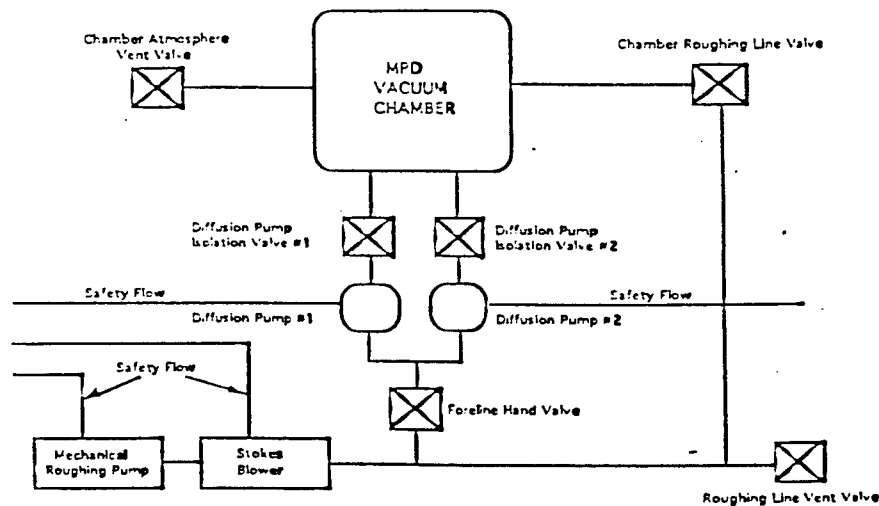 Chamber Atmosphere
Vent Valve
MPD
VACUUM
CHAMBER
Chamber Roughing Line Valve
Diffusion Pump
Isolation Valve #1
Diffusion Pump
Isolation Valve #2
Safety Flow
Safety Flow
Diffusion Pump #1
Diffusion Pump #2
Safety Flow
Foreline Hand Valve
Mechanical
Roughing Pump
Stokes
Blower
Roughing Line Vent Valve